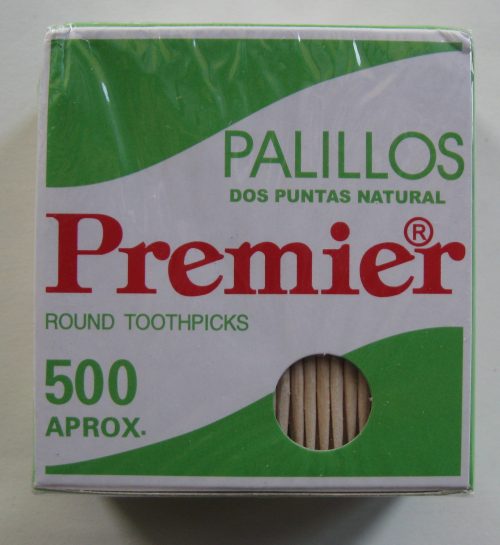 PALILLOS
DOS PUNTAS NATURAL
Premier®
ROUND TOOTHPICKS
500
APROX.